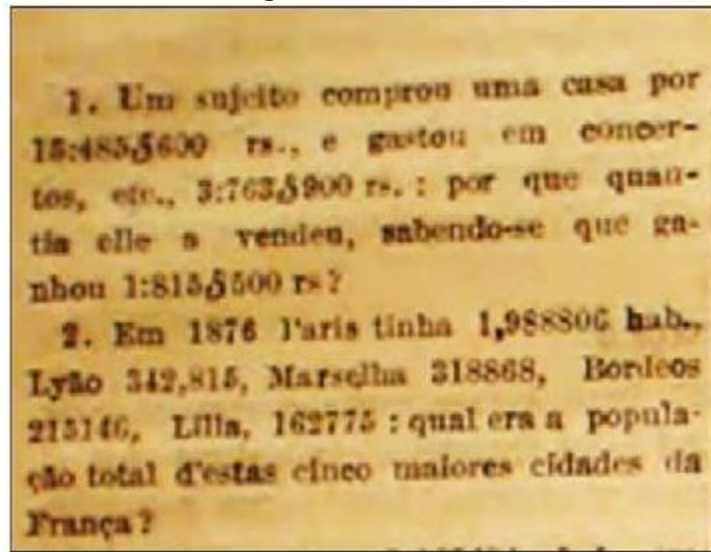 1. Um sujeito comprou uma casa por
15:485$600 rs., e gastou em concer-
tos, etc., 3:763$900 rs. : por que quan-
tia elle a vendeu, sabendo-se que ga-
nhou 1:815$500 rs?
2. Em 1876 Paris tinha 1,988806 hab.,
Lyão 342,815, Marselha 318868, Bordeos
215146, Lilla, 162775 : qual era a popula-
ção total d'estas cinco maiores cidades da
França?